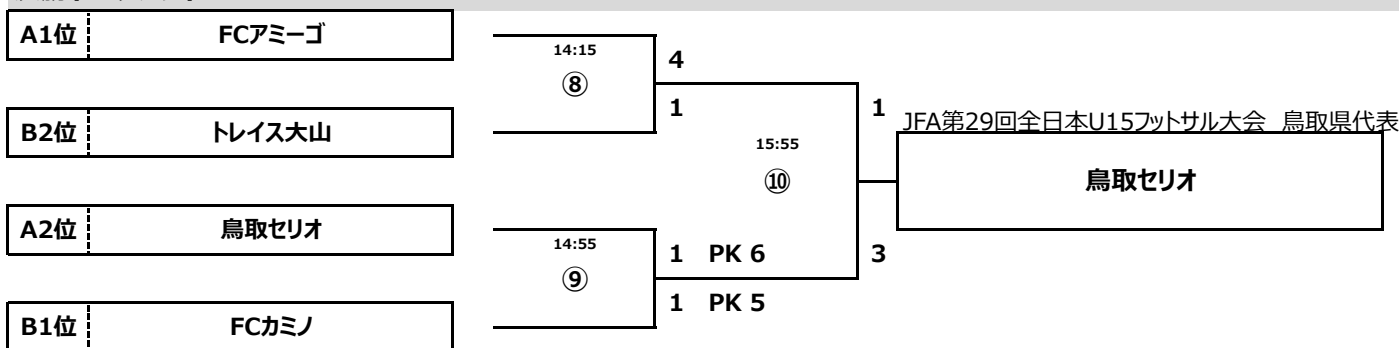 A1位 FCアミーゴ
14:15
4
⑧
1
1
JFA第29回全日本U15フットサル大会 鳥取県代表
B2位 トレイス大山
15:55
⑩
鳥取セリオ
A2位 鳥取セリオ
14:55
1 PK 6
3
⑨
1 PK 5
B1位 FCカミノ